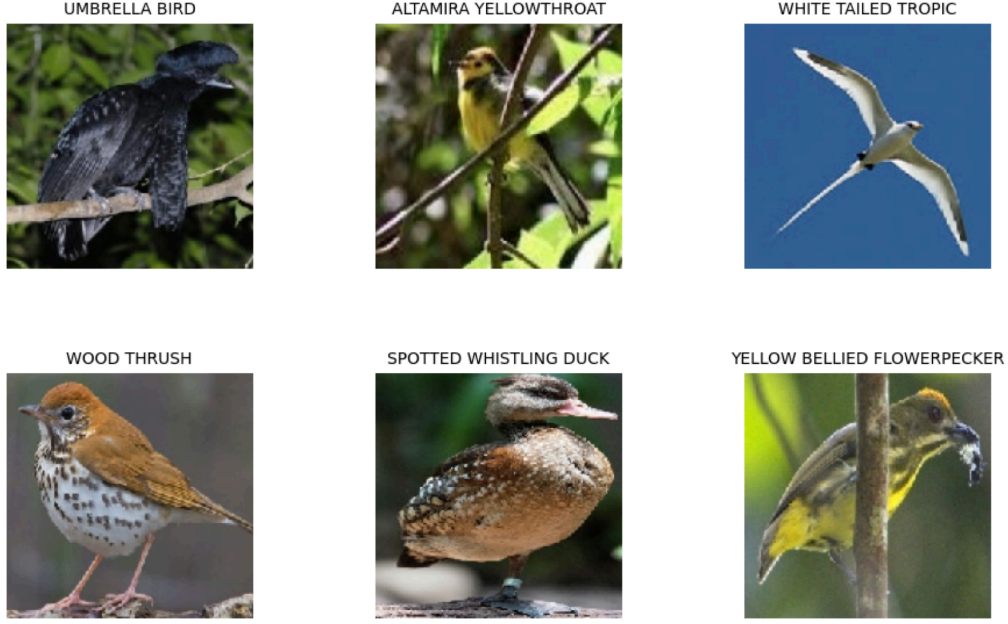 UMBRELLA BIRD
ALTAMIRA YELLOWTHROAT
WHITE TAILED TROPIC
WOOD THRUSH
SPOTTED WHISTLING DUCK
YELLOW BELLIED FLOWERPECKER